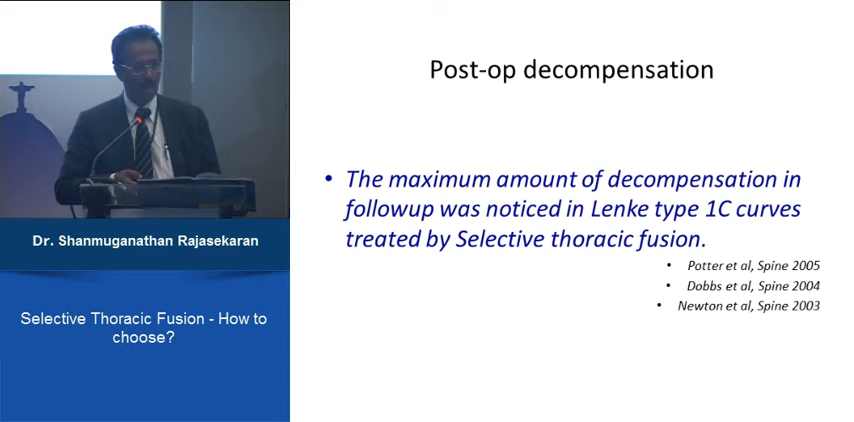 Post-op decompensation
• The maximum amount of decompensation in
followup was noticed in Lenke type 1C curves
treated by Selective thoracic fusion.
• Potter et al, Spine 2005
• Dobbs et al, Spine 2004
• Newton et al, Spine 2003
Dr. Shanmuganathan Rajasekaran
Selective Thoracic Fusion - How to
choose?